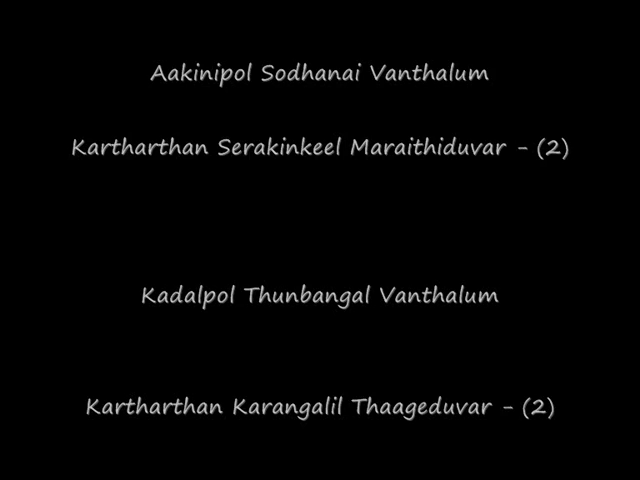 Aakinipol Sodhanai Vanthalum
Kartharthan Serakinkeel Maraithiduvar - (2)
Kadalpol Thunbangal Vanthalum
Kartharthan Karangalil Thaageduvar - (2)